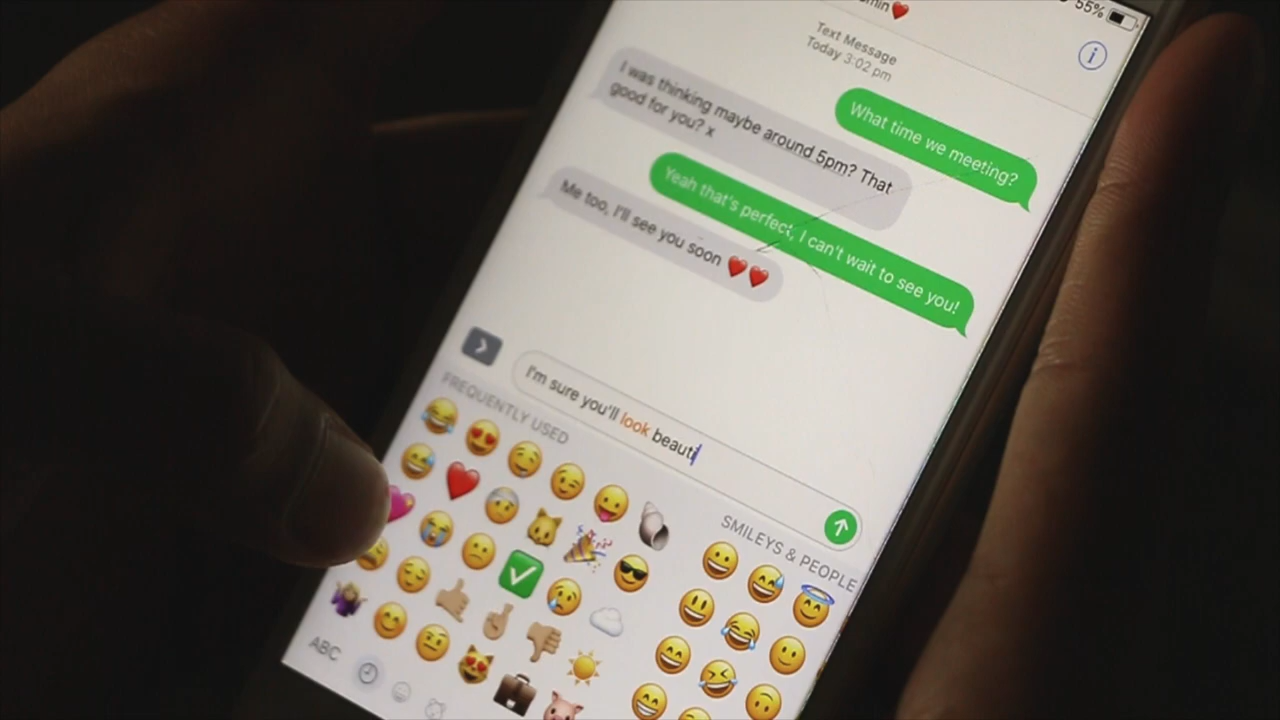 55%
min❤️
Text Message
Today 3:02 pm
What time we meeting?
I was thinking maybe around 5pm? That
good for you? x
Yeah that's perfect, I can't wait to see you!
Me too, I'll see you soon ❤️❤️
I'm sure you'll look beauti
FREQUENTLY USED
SMILEYS & PEOPLE
ABC